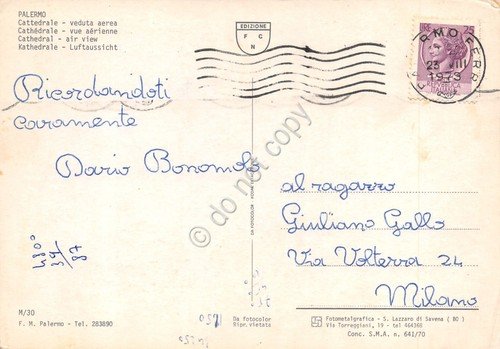 PALERMO
Cattedrale - veduta aerea
Cathédrale - vue aérienne
Cathedral - air view
Kathedrale - Luftaussicht
EDIZIONE
F C
N
23
1973
Ricordandoti
caramente
Dario Bonomolo
al ragazzo
Giuliano Gallo
Via Volterra 24
Milano
do not copy
M/30
F. M. Palermo - Tel. 283890
Da fotocolor
Ripr. vietata
Fotometalgrafica - S. Lazzaro di Savena ( BO )
Via Torreggiani, 19 - tel 464368
Conc. S.M.A. n. 641/70